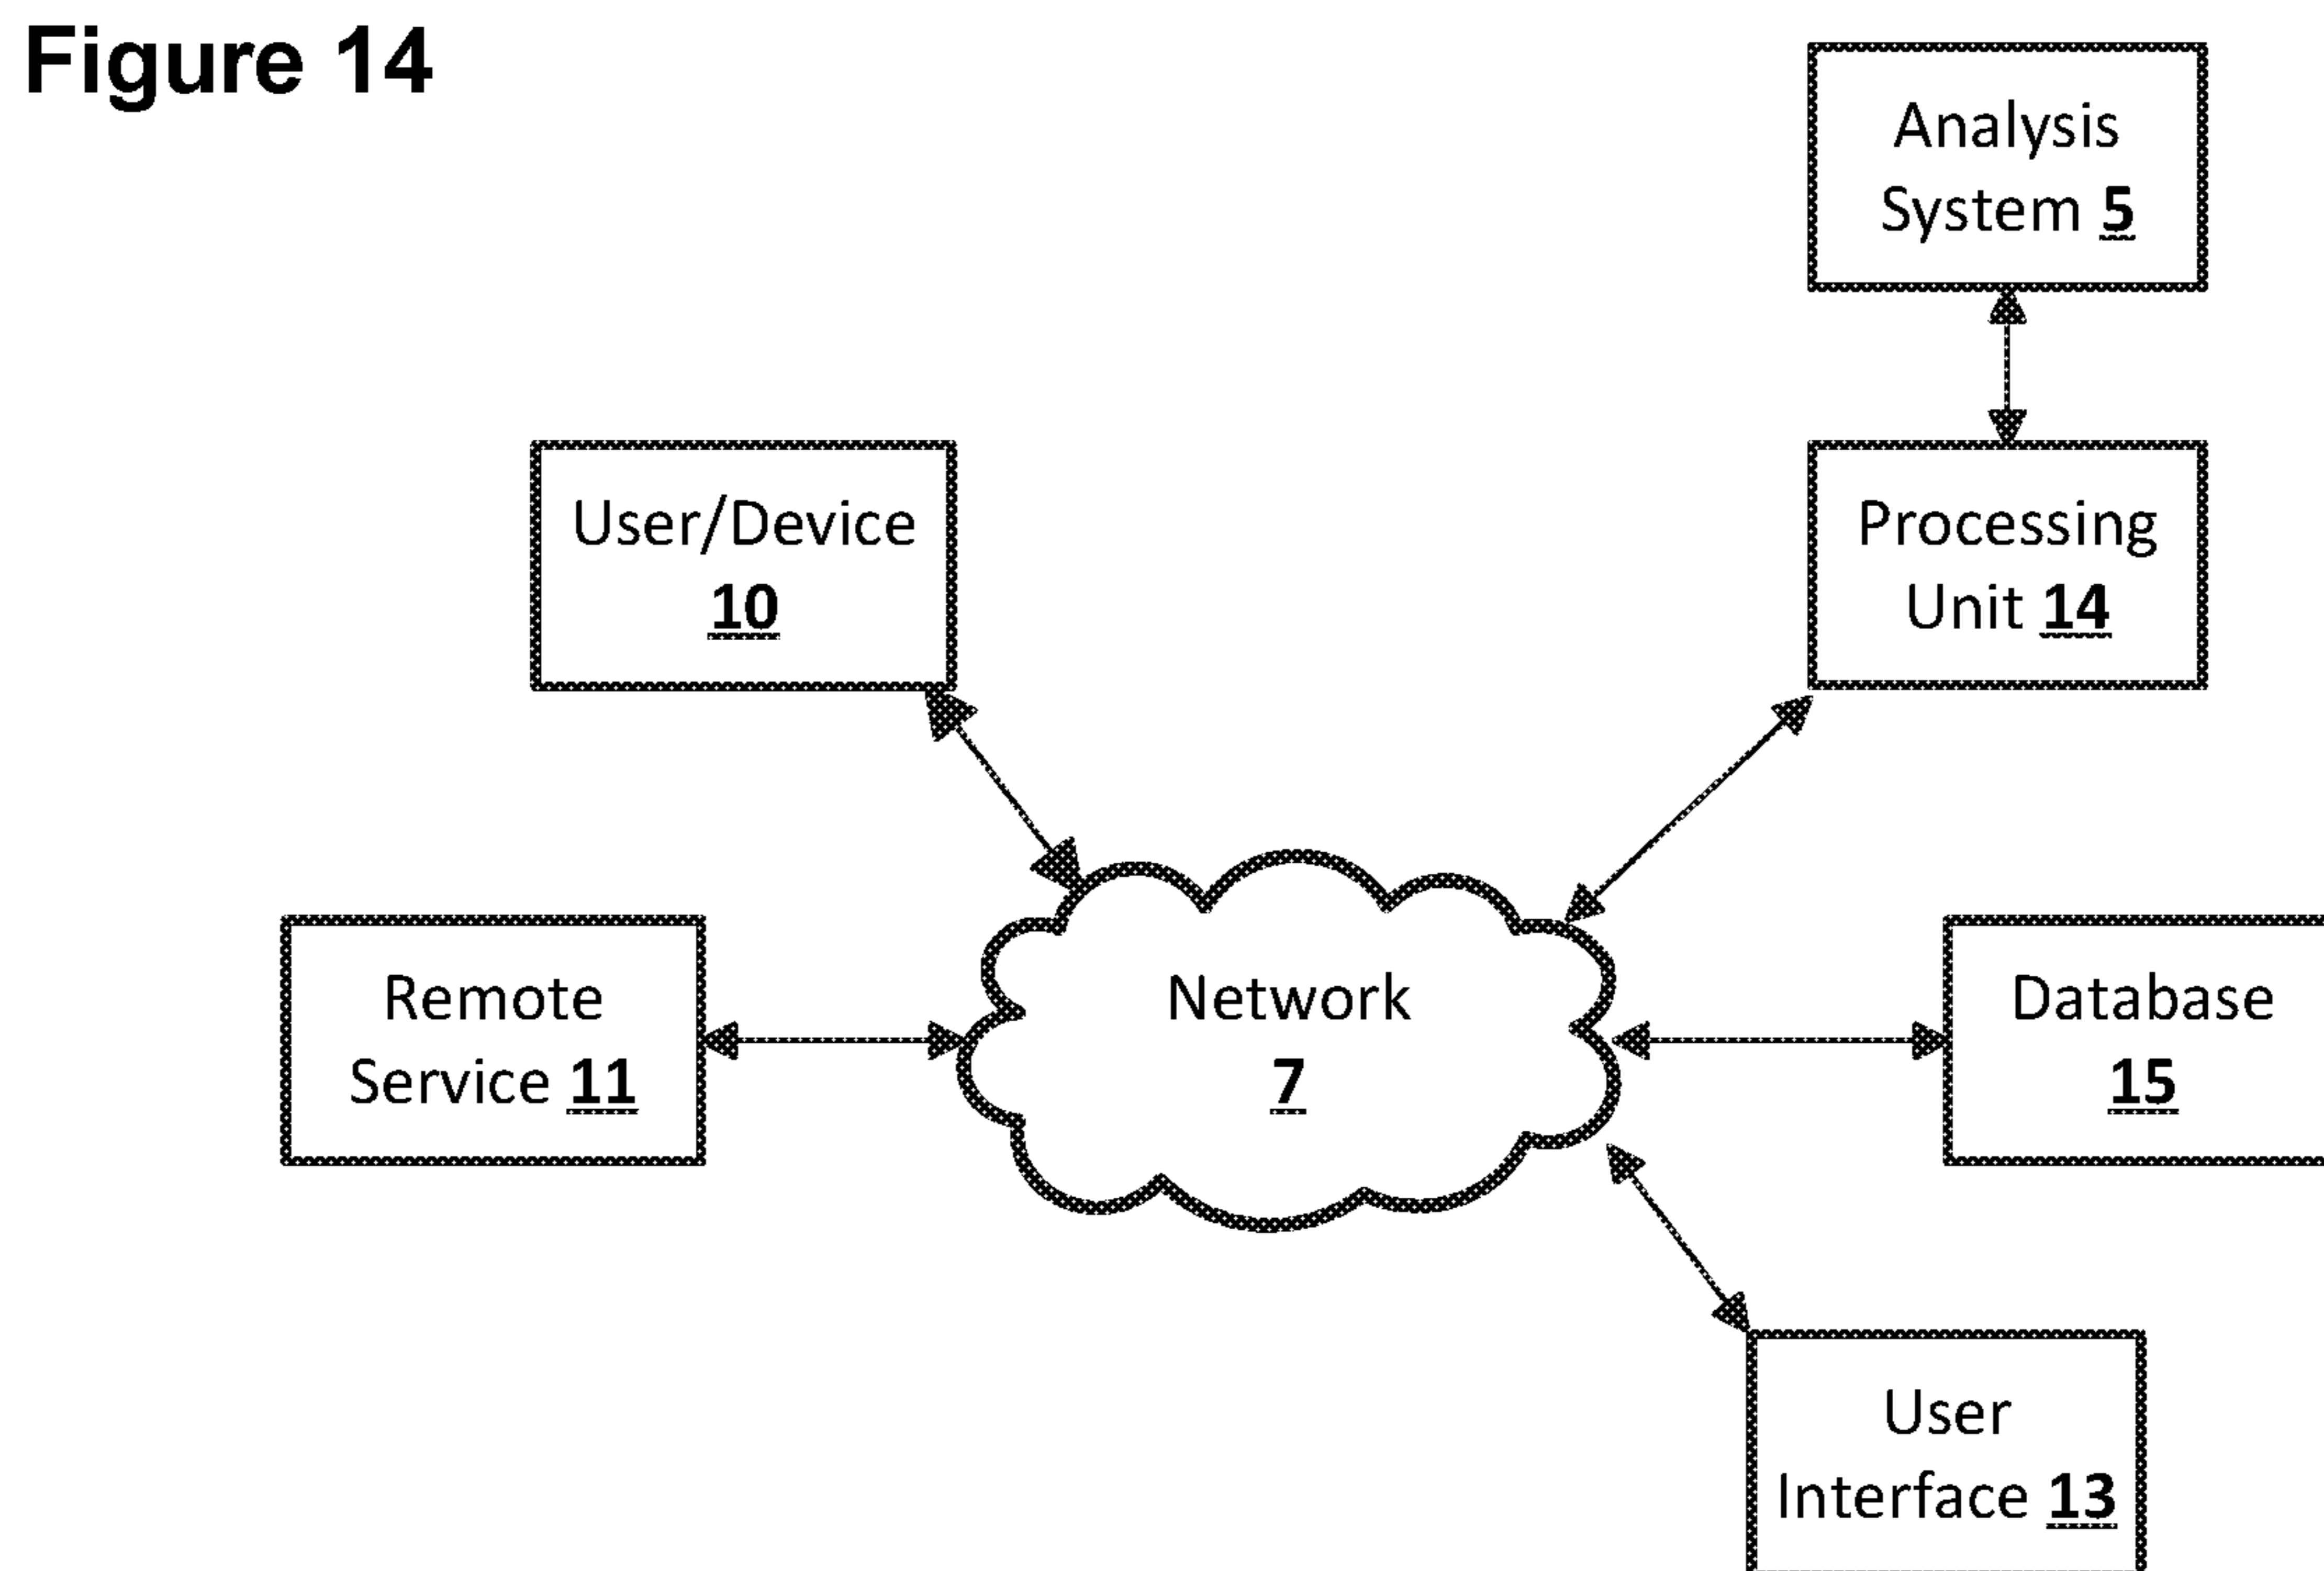 Figure 14
Analysis
System 5
User/Device
10
Processing
Unit 14
Remote
Service 11
Network
7
Database
15
User
Interface 13